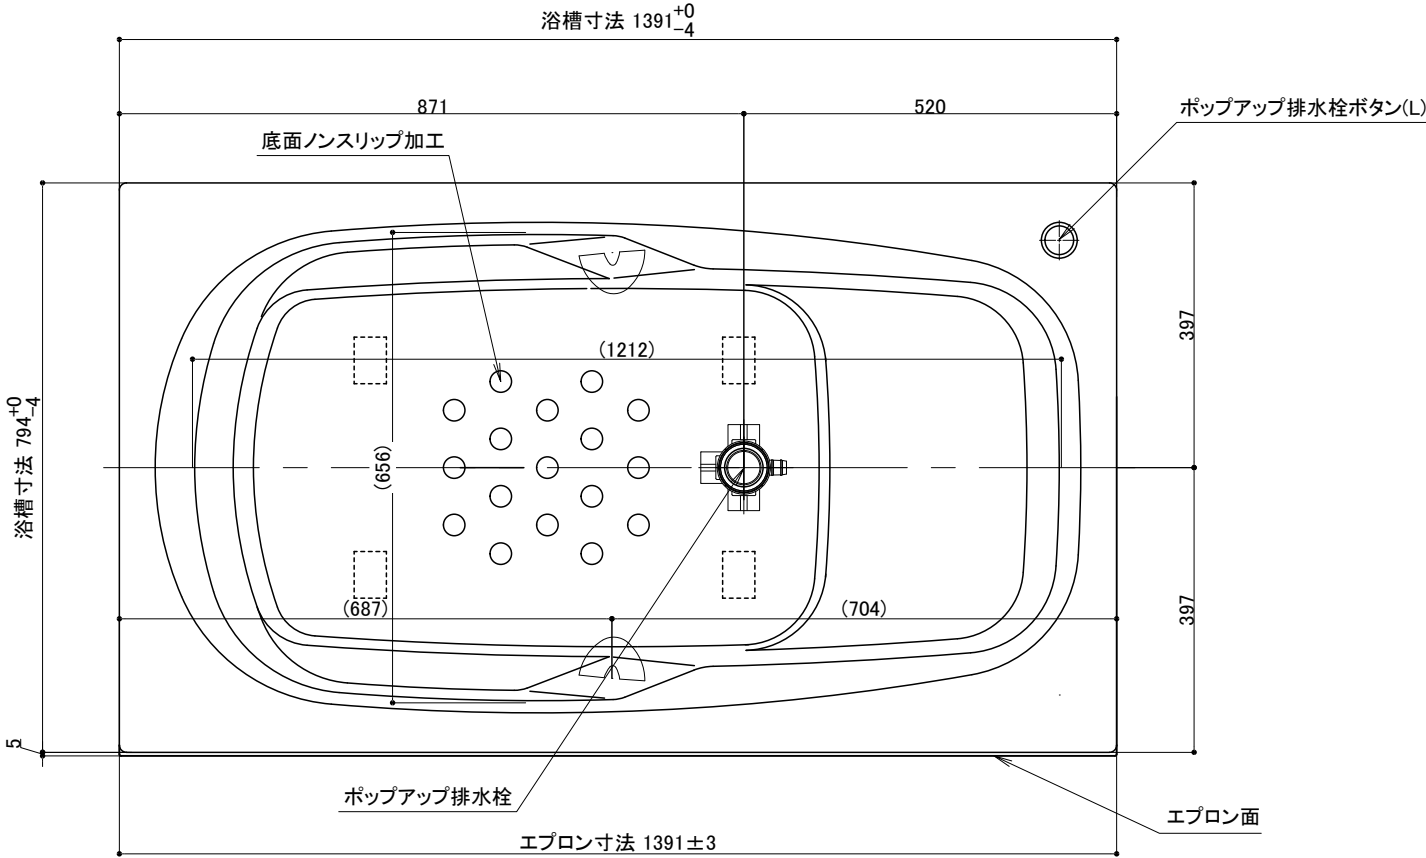 浴槽寸法 1391 +0 -4
871
520
ポップアップ排水栓ボタン(L)
底面ノンスリップ加工
397
(1212)
浴槽寸法 794 +0 -4
(656)
(687)
(704)
397
5
ポップアップ排水栓
エプロン面
エプロン寸法 1391±3